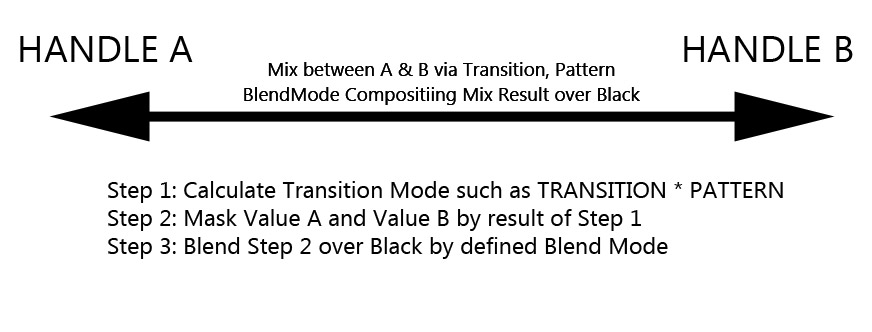 HANDLE A
HANDLE B
Mix between A & B via Transition, Pattern
BlendMode Compositiing Mix Result over Black
Step 1: Calculate Transition Mode such as TRANSITION * PATTERN
Step 2: Mask Value A and Value B by result of Step 1
Step 3: Blend Step 2 over Black by defined Blend Mode